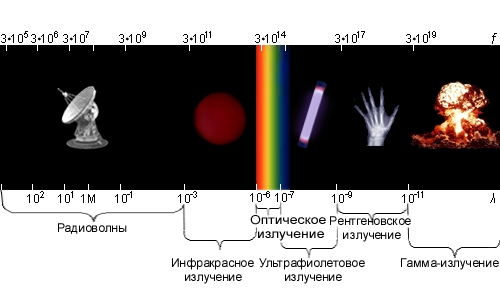 3•10⁵ 3•10⁶ 3•10⁷ 3•10⁹ 3•10¹¹ 3•10¹⁴ 3•10¹⁷ 3•10¹⁹ f
10² 10¹ 1М 10⁻¹ 10⁻³ 10⁻⁶ 10⁻⁷ 10⁻⁹ 10⁻¹¹ λ
Радиоволны
Оптическое
излучение
Рентгеновское
излучение
Инфракрасное
излучение
Ультрафиолетовое
излучение
Гамма-излучение